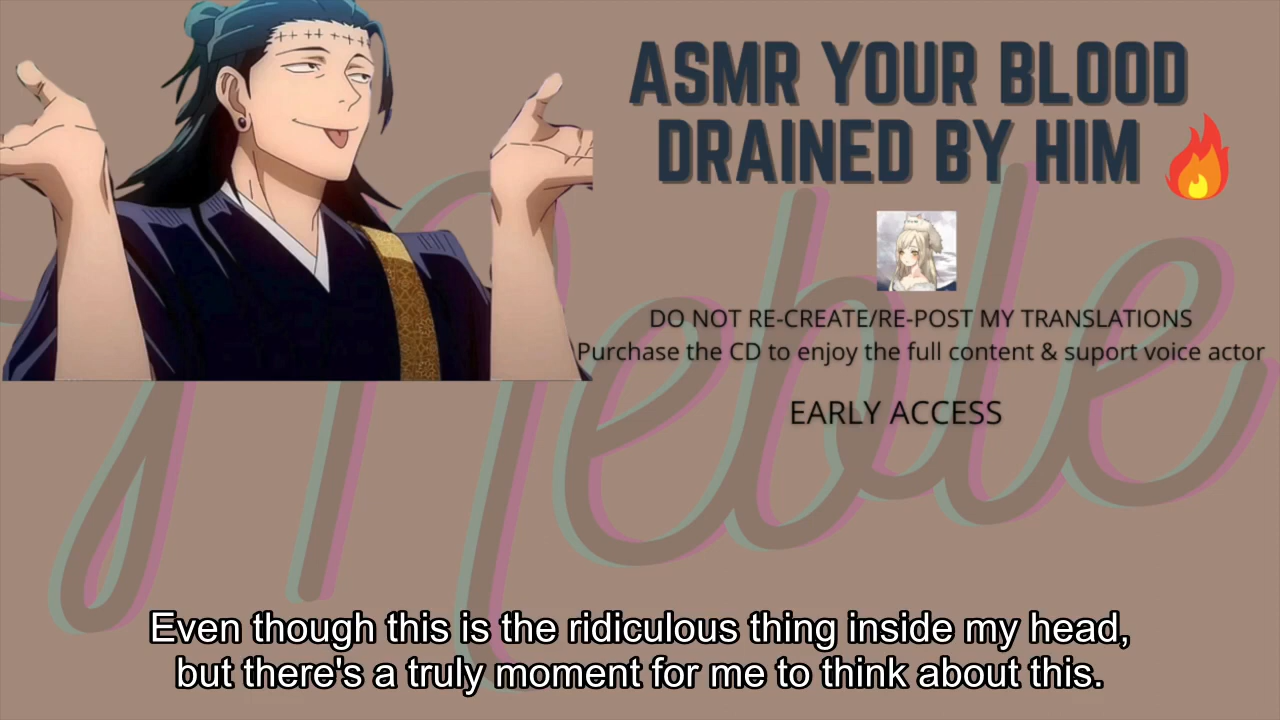 ASMR YOUR BLOOD
DRAINED BY HIM
DO NOT RE-CREATE/RE-POST MY TRANSLATIONS
Purchase the CD to enjoy the full content & suport voice actor
EARLY ACCESS
Even though this is the ridiculous thing inside my head,
but there's a truly moment for me to think about this.